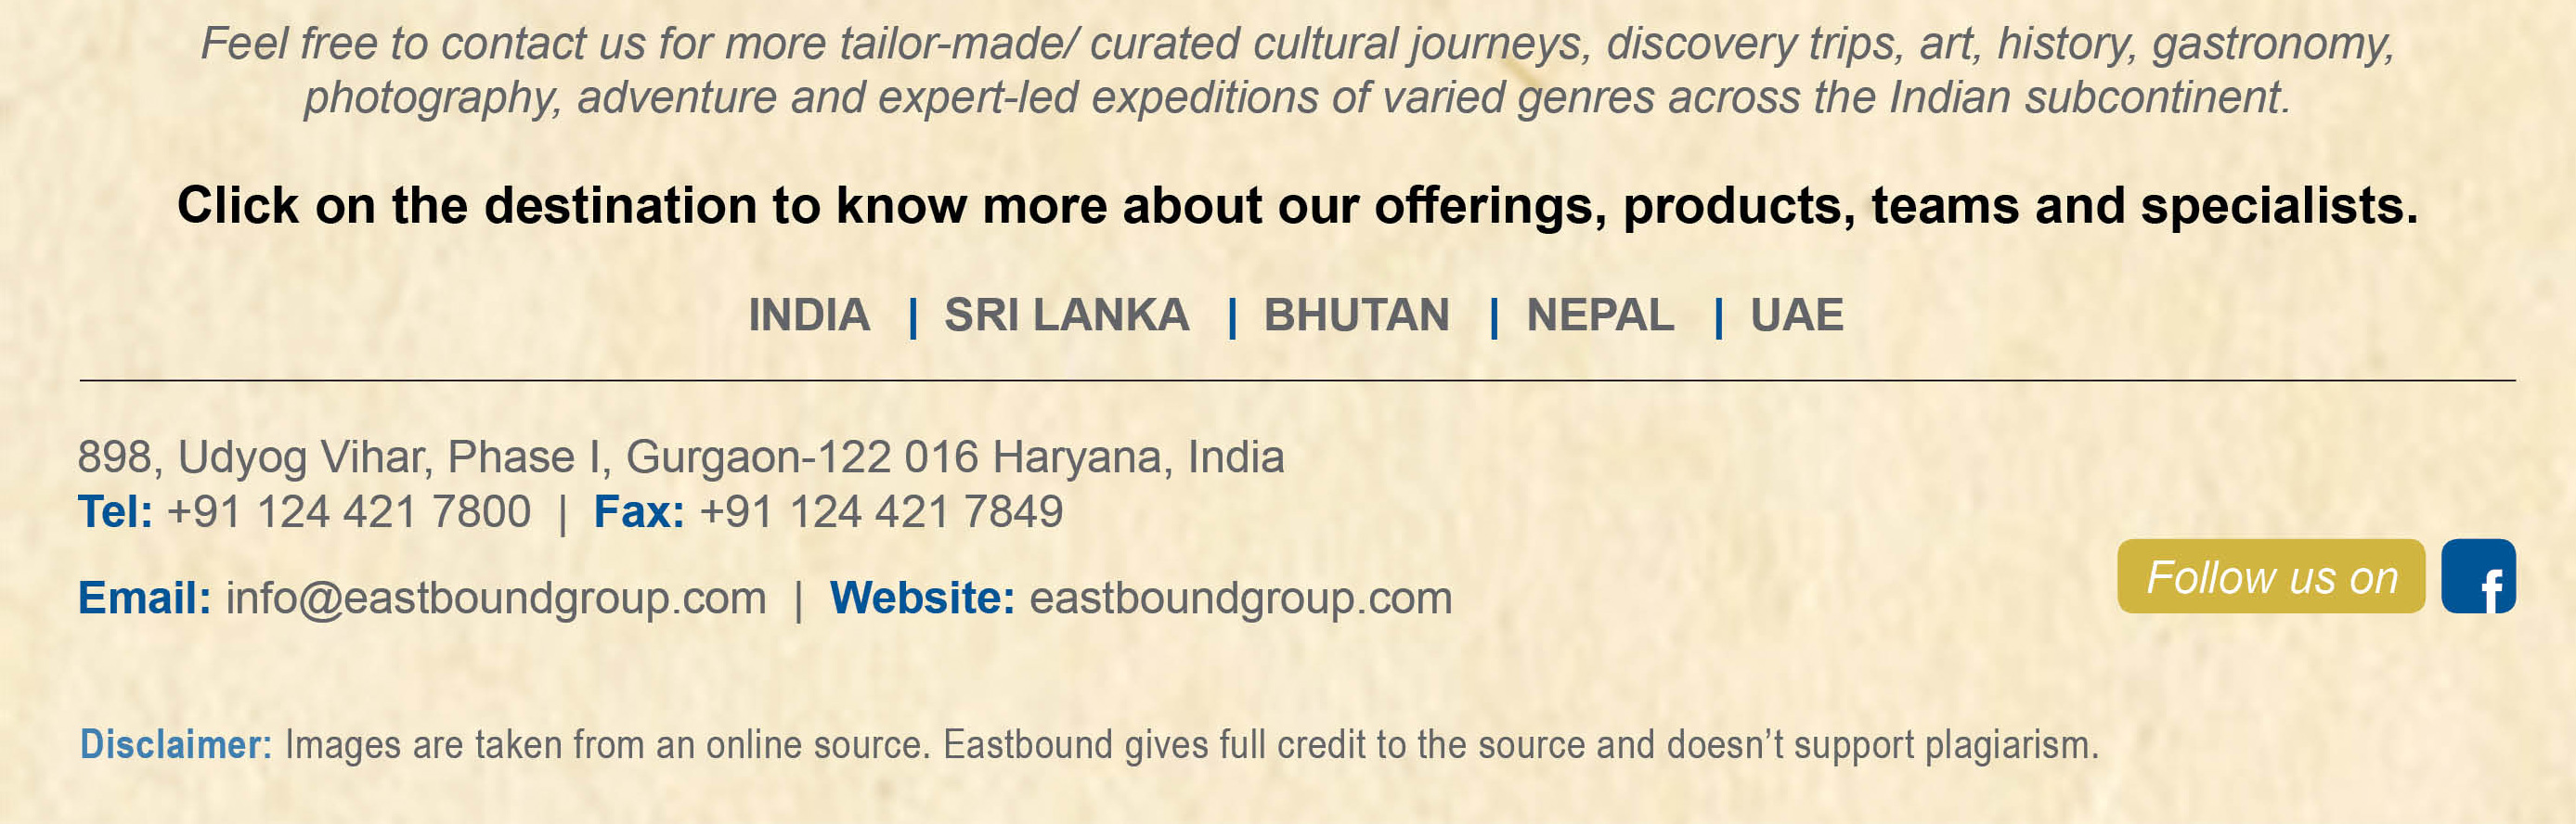 Feel free to contact us for more tailor-made/ curated cultural journeys, discovery trips, art, history, gastronomy,
photography, adventure and expert-led expeditions of varied genres across the Indian subcontinent.
Click on the destination to know more about our offerings, products, teams and specialists.
INDIA | SRI LANKA | BHUTAN | NEPAL | UAE
898, Udyog Vihar, Phase I, Gurgaon-122 016 Haryana, India
Tel: +91 124 421 7800 | Fax: +91 124 421 7849
Email: info@eastboundgroup.com | Website: eastboundgroup.com
Follow us on f
Disclaimer: Images are taken from an online source. Eastbound gives full credit to the source and doesn’t support plagiarism.